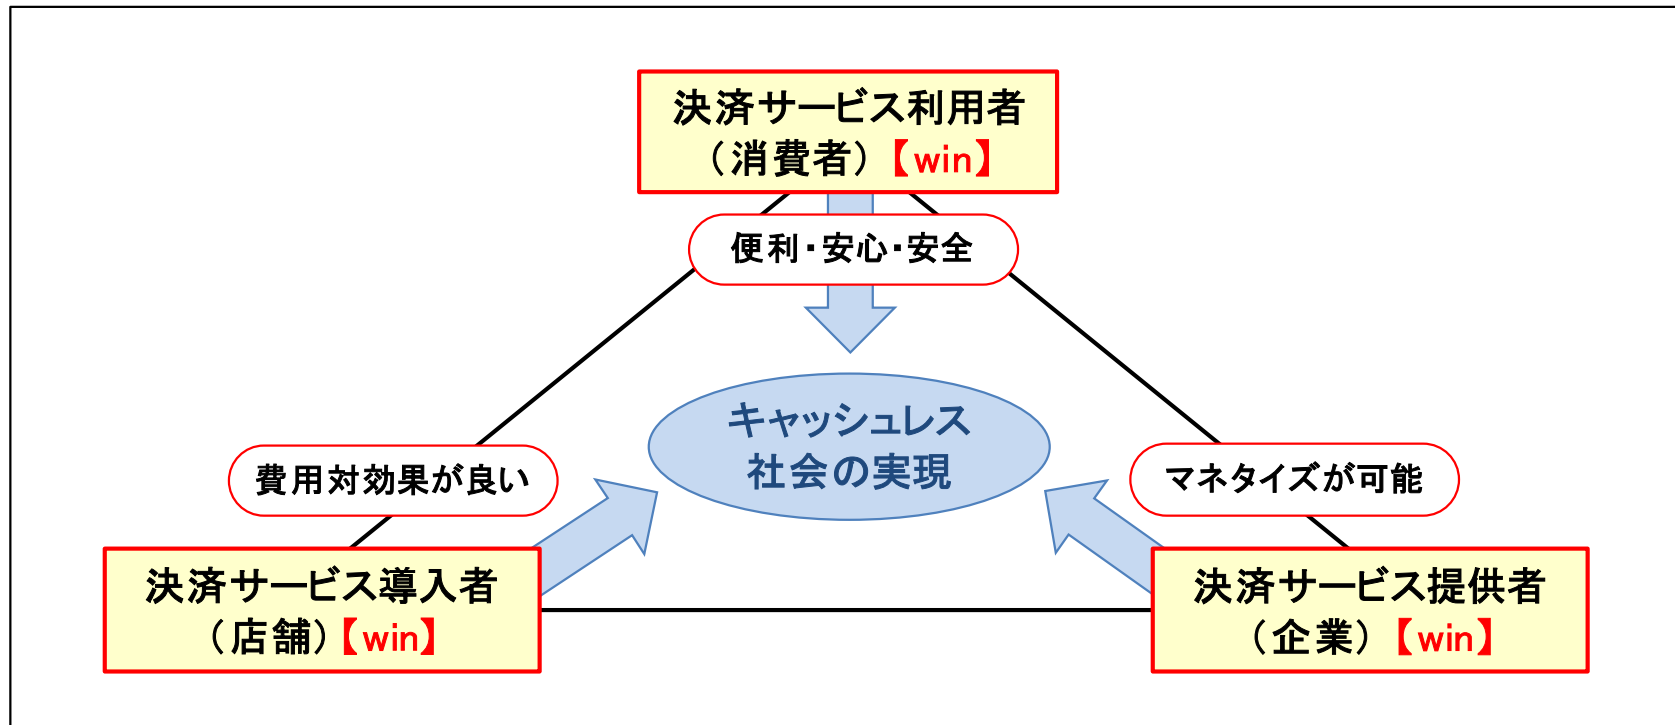 決済サービス利用者
（消費者）【win】
便利・安心・安全
キャッシュレス
社会の実現
費用対効果が良い
マネタイズが可能
決済サービス導入者
（店舗）【win】
決済サービス提供者
（企業）【win】